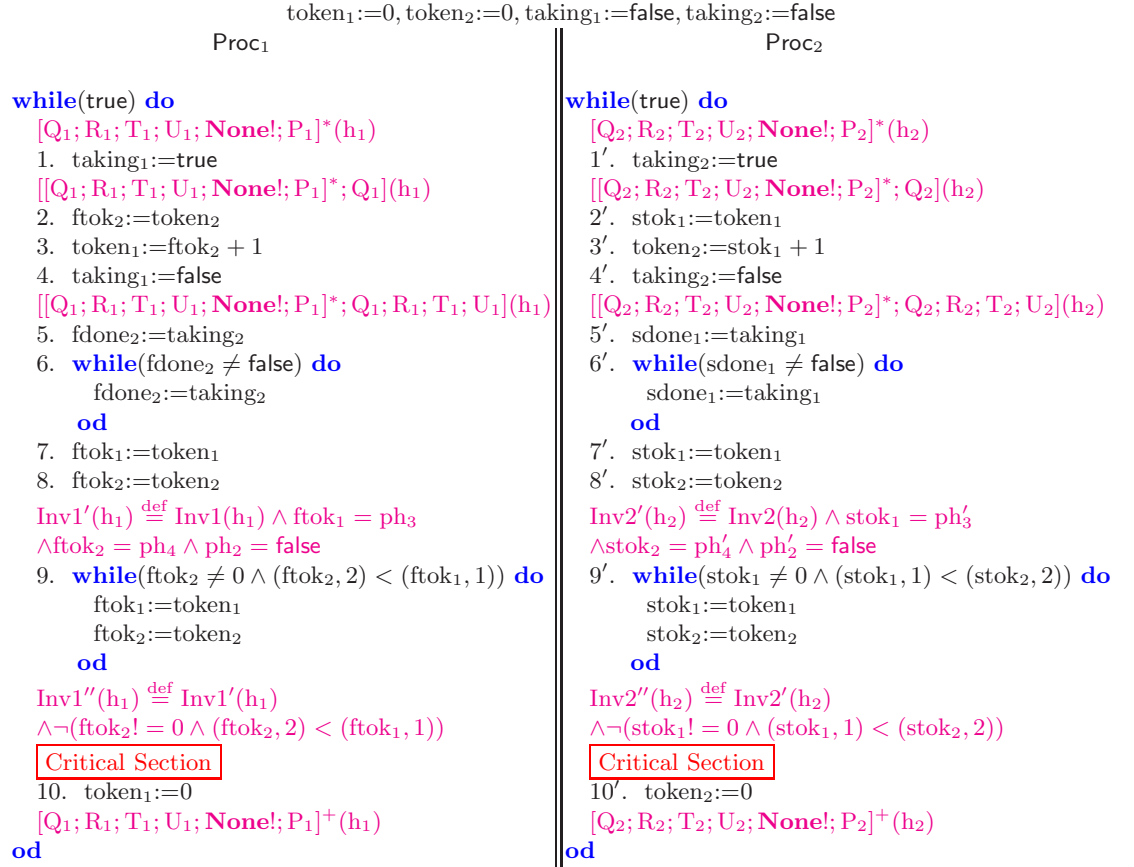 token₁:=0, token₂:=0, taking₁:=false, taking₂:=false
Proc₁
while(true) do
[Q₁; R₁; T₁; U₁; None!; P₁]*(h₁)
1. taking₁:=true
[[Q₁; R₁; T₁; U₁; None!; P₁]*; Q₁](h₁)
2. ftok₂:=token₂
3. token₁:=ftok₂ + 1
4. taking₁:=false
[[Q₁; R₁; T₁; U₁; None!; P₁]*; Q₁; R₁; T₁; U₁](h₁)
5. fdone₂:=taking₂
6. while(fdone₂ ≠ false) do
fdone₂:=taking₂
od
7. ftok₁:=token₁
8. ftok₂:=token₂
Inv1′(h₁) def= Inv1(h₁) ∧ ftok₁ = ph₃
∧ftok₂ = ph₄ ∧ ph₂ = false
9. while(ftok₂ ≠ 0 ∧ (ftok₂, 2) < (ftok₁, 1)) do
ftok₁:=token₁
ftok₂:=token₂
od
Inv1′′(h₁) def= Inv1′(h₁)
∧¬(ftok₂! = 0 ∧ (ftok₂, 2) < (ftok₁, 1))
Critical Section
10. token₁:=0
[Q₁; R₁; T₁; U₁; None!; P₁]⁺(h₁)
od
Proc₂
while(true) do
[Q₂; R₂; T₂; U₂; None!; P₂]*(h₂)
1′. taking₂:=true
[[Q₂; R₂; T₂; U₂; None!; P₂]*; Q₂](h₂)
2′. stok₁:=token₁
3′. token₂:=stok₁ + 1
4′. taking₂:=false
[[Q₂; R₂; T₂; U₂; None!; P₂]*; Q₂; R₂; T₂; U₂](h₂)
5′. sdone₁:=taking₁
6′. while(sdone₁ ≠ false) do
sdone₁:=taking₁
od
7′. stok₁:=token₁
8′. stok₂:=token₂
Inv2′(h₂) def= Inv2(h₂) ∧ stok₁ = ph′₃
∧stok₂ = ph′₄ ∧ ph′₂ = false
9′. while(stok₁ ≠ 0 ∧ (stok₁, 1) < (stok₂, 2)) do
stok₁:=token₁
stok₂:=token₂
od
Inv2′′(h₂) def= Inv2′(h₂)
∧¬(stok₁! = 0 ∧ (stok₁, 1) < (stok₂, 2))
Critical Section
10′. token₂:=0
[Q₂; R₂; T₂; U₂; None!; P₂]⁺(h₂)
od